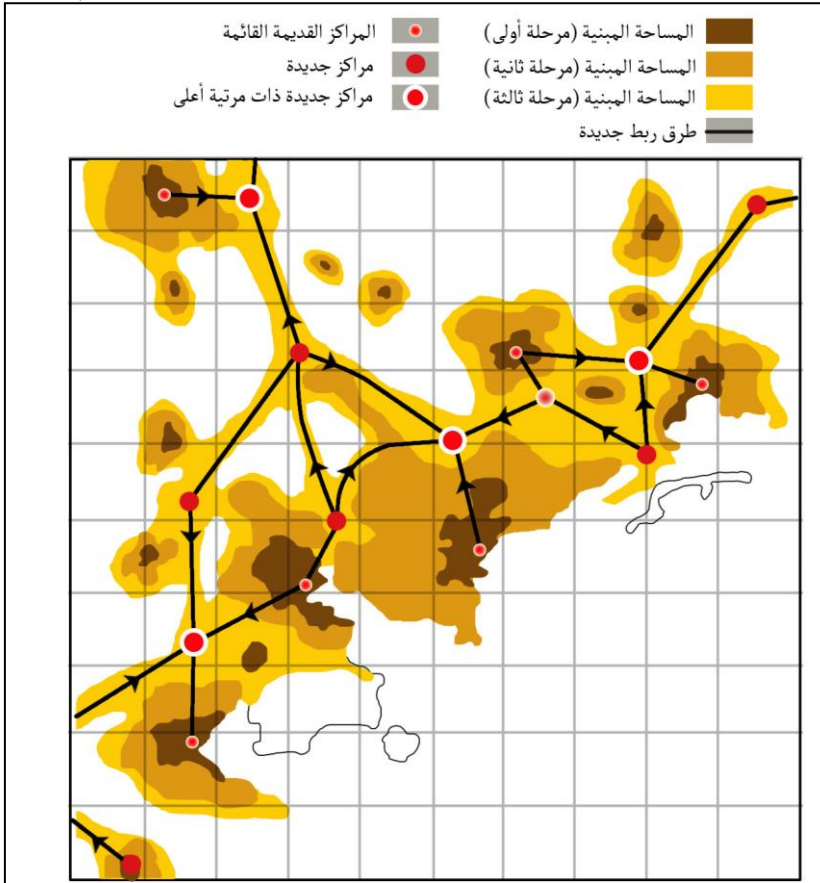 المساحة المبنية (مرحلة أولى)
المساحة المبنية (مرحلة ثانية)
المساحة المبنية (مرحلة ثالثة)
طرق ربط جديدة
المراكز القديمة القائمة
مراكز جديدة
مراكز جديدة ذات مرتبة أعلى